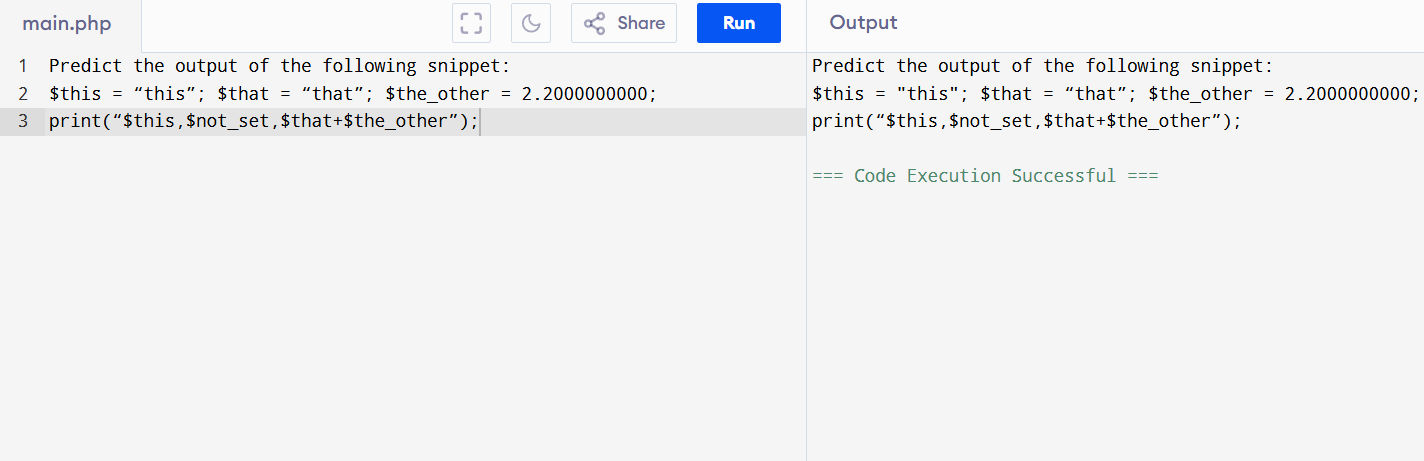 main.php
Share
Run
Output
1 Predict the output of the following snippet:
2 $this = “this”; $that = “that”; $the_other = 2.2000000000;
3 print(“$this,$not_set,$that+$the_other”);
Predict the output of the following snippet:
$this = "this"; $that = “that”; $the_other = 2.2000000000;
print(“$this,$not_set,$that+$the_other”);
=== Code Execution Successful ===